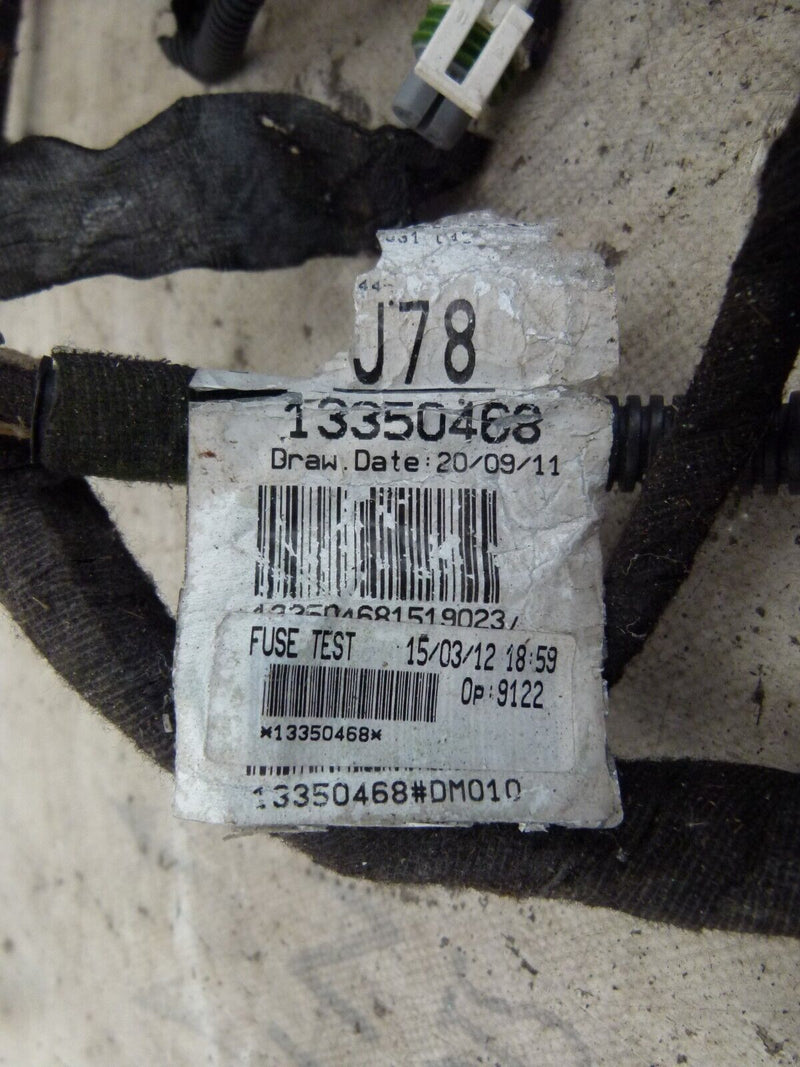 J78
13350468
Draw.Date:20/09/11
133504681519023/
FUSE TEST 15/03/12 18:59
Op:9122
*13350468*
13350468#DM010